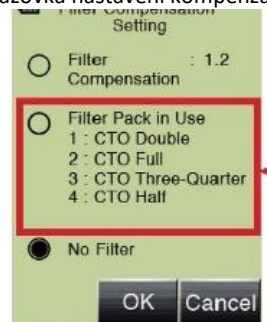 nastavení
Filter Compensation
Setting
Filter : 1.2
Compensation
Filter Pack in Use
1 : CTO Double
2 : CTO Full
3 : CTO Three-Quarter
4 : CTO Half
No Filter
OK Cancel